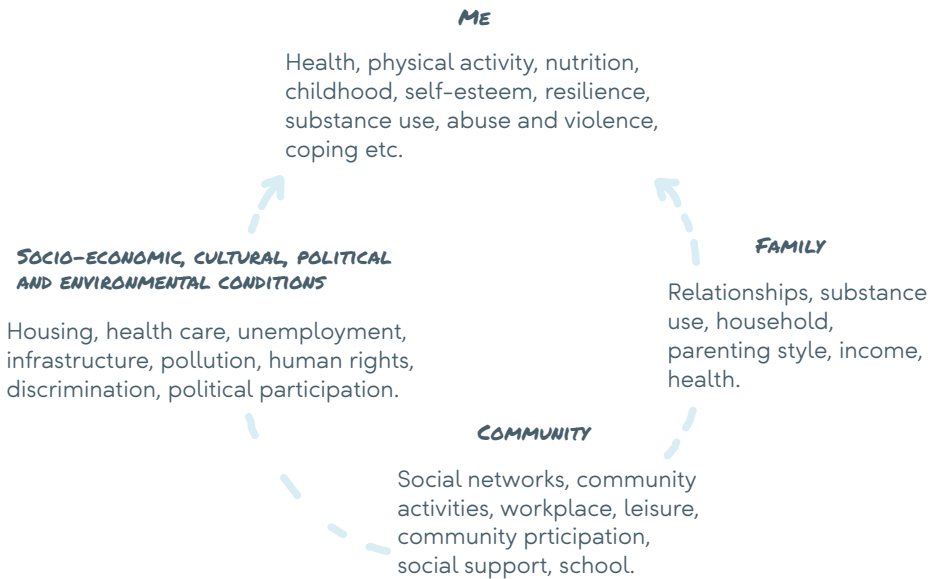 ME
Health, physical activity, nutrition,
childhood, self-esteem, resilience,
substance use, abuse and violence,
coping etc.
FAMILY
Relationships, substance
use, household,
parenting style, income,
health.
COMMUNITY
Social networks, community
activities, workplace, leisure,
community prticipation,
social support, school.
SOCIO-ECONOMIC, CULTURAL, POLITICAL
AND ENVIRONMENTAL CONDITIONS
Housing, health care, unemployment,
infrastructure, pollution, human rights,
discrimination, political participation.